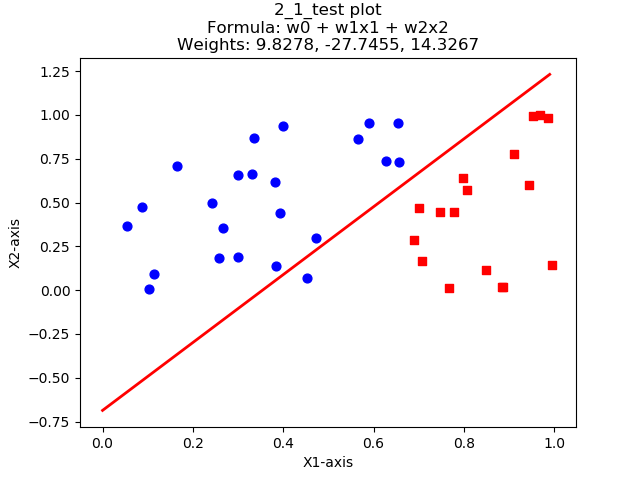 2_1_test plot
Formula: w0 + w1x1 + w2x2
Weights: 9.8278, -27.7455, 14.3267
1.25
1.00
0.75
0.50
0.25
0.00
−0.25
−0.50
−0.75
X2-axis
0.0 0.2 0.4 0.6 0.8 1.0
X1-axis